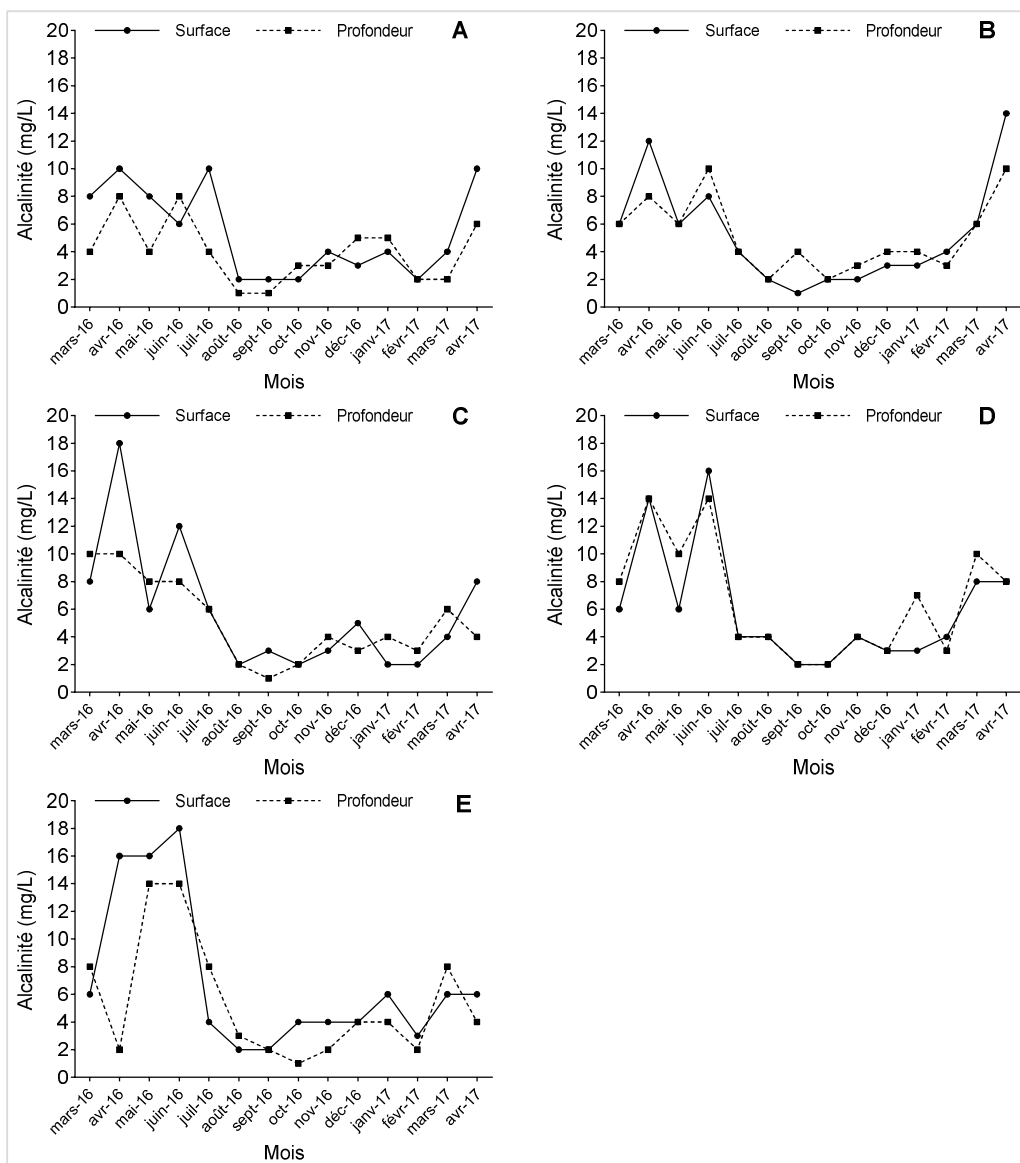 Surface Profondeur A
20
18
16
14
12
10
8
6
4
2
0
Alcalinité (mg/L)
mars-16 avr-16 mai-16 juin-16 juil-16 août-16 sept-16 oct-16 nov-16 déc-16 janv-17 févr-17 mars-17 avr-17
Mois
Surface Profondeur B
20
18
16
14
12
10
8
6
4
2
0
Alcalinité (mg/L)
mars-16 avr-16 mai-16 juin-16 juil-16 août-16 sept-16 oct-16 nov-16 déc-16 janv-17 févr-17 mars-17 avr-17
Mois
Surface Profondeur C
20
18
16
14
12
10
8
6
4
2
0
Alcalinité (mg/L)
mars-16 avr-16 mai-16 juin-16 juil-16 août-16 sept-16 oct-16 nov-16 déc-16 janv-17 févr-17 mars-17 avr-17
Mois
Surface Profondeur D
20
18
16
14
12
10
8
6
4
2
0
Alcalinité (mg/L)
mars-16 avr-16 mai-16 juin-16 juil-16 août-16 sept-16 oct-16 nov-16 déc-16 janv-17 févr-17 mars-17 avr-17
Mois
Surface Profondeur E
20
18
16
14
12
10
8
6
4
2
0
Alcalinité (mg/L)
mars-16 avr-16 mai-16 juin-16 juil-16 août-16 sept-16 oct-16 nov-16 déc-16 janv-17 févr-17 mars-17 avr-17
Mois